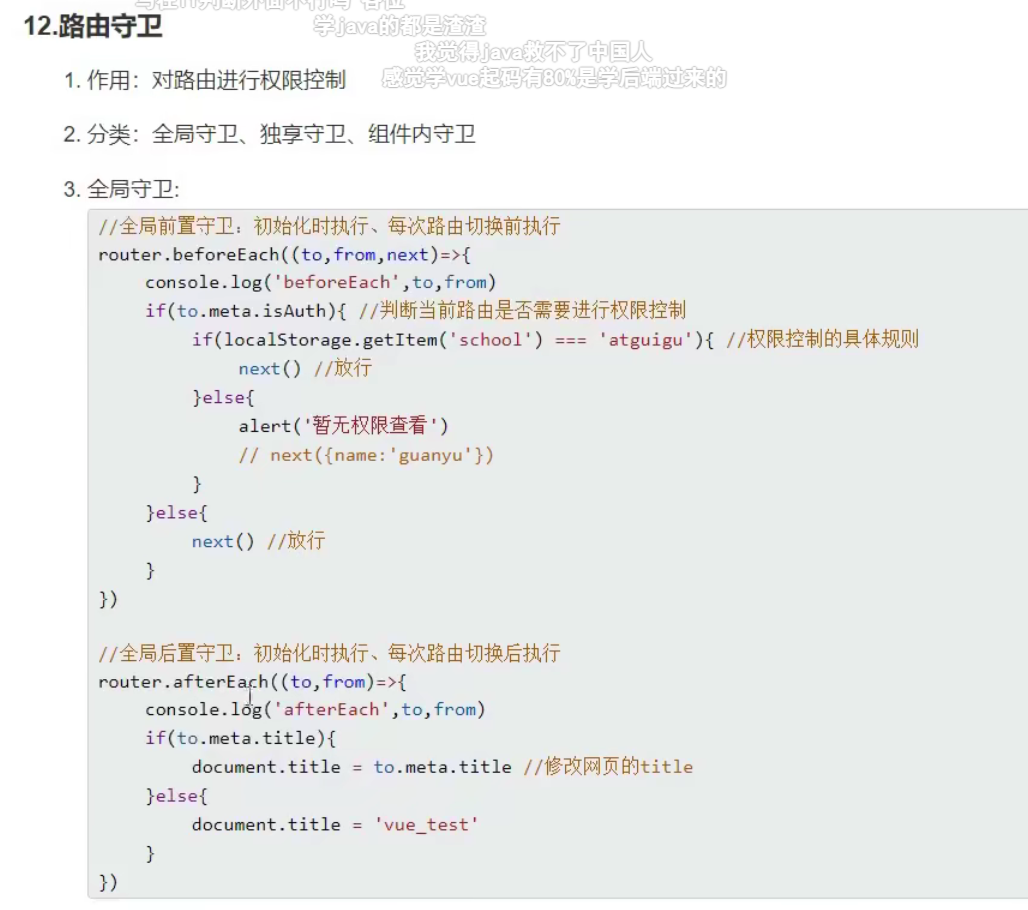 学java的都是渣渣
12.路由守卫
我觉得java救不了中国人
感觉学vue起码有80%是学后端过来的
1. 作用：对路由进行权限控制
2. 分类：全局守卫、独享守卫、组件内守卫
3. 全局守卫:
//全局前置守卫：初始化时执行、每次路由切换前执行
router.beforeEach((to,from,next)=>{
console.log('beforeEach',to,from)
if(to.meta.isAuth){ //判断当前路由是否需要进行权限控制
if(localStorage.getItem('school') === 'atguigu'){ //权限控制的具体规则
next() //放行
}else{
alert('暂无权限查看')
// next({name:'guanyu'})
}
}else{
next() //放行
}
})
//全局后置守卫：初始化时执行、每次路由切换后执行
router.afterEach((to,from)=>{
console.log('afterEach',to,from)
if(to.meta.title){
document.title = to.meta.title //修改网页的title
}else{
document.title = 'vue_test'
}
})